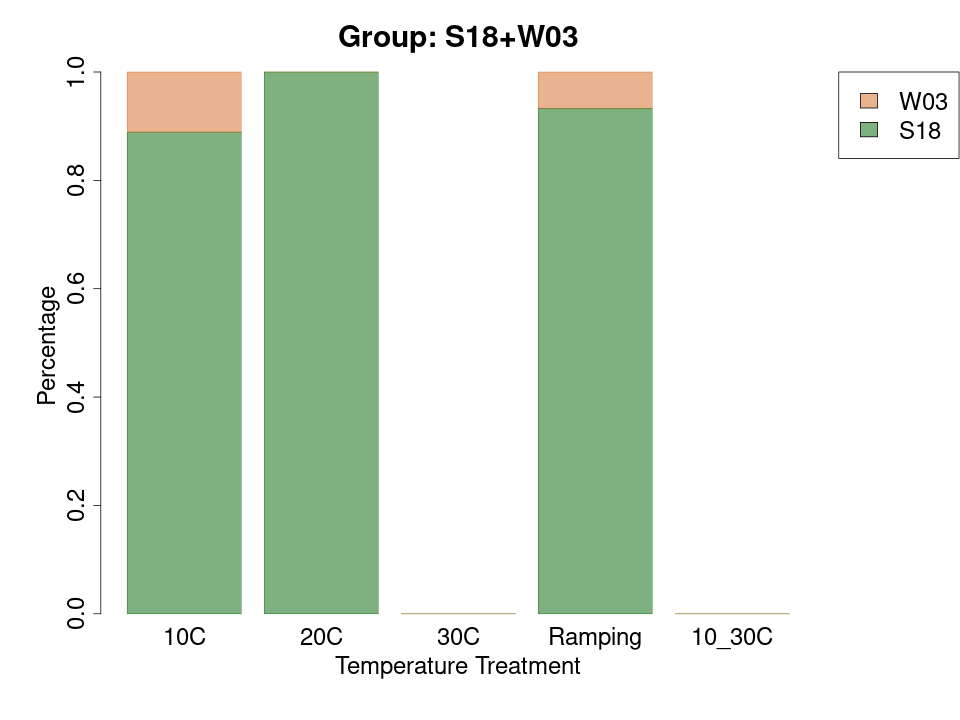 Group: S18+W03
W03
S18
Percentage
1.0
0.8
0.6
0.4
0.2
0.0
10C 20C 30C Ramping 10_30C
Temperature Treatment